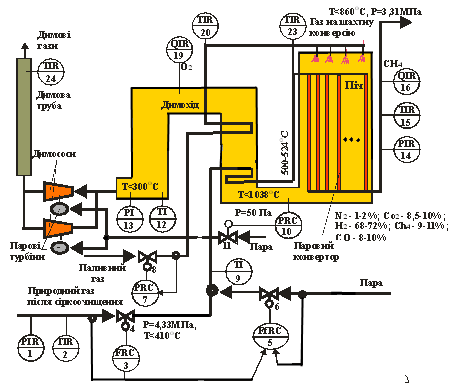 T<860°C, P=3,31МПА
Газ на шахтну
конверсію
Димові
гази
TIR
20
TIR
23
QIR
19
O₂
TIR
24
Димова
труба
Димохід
Піч
CH₄
QIR
16
TIR
15
PIR
14
Димососи
500-524°C
T<300°C
T<1038°C
PI
13
TI
12
P=50 Па
PRC
10
N₂- 1-2%; Co₂- 8,5-10%;
H₂- 68-72%; Ch₄- 9-11%;
CO- 8-10%
Паровий
конвертор
Парові
турбіни
11
Пара
Паливний
газ
8
PRC
7
TI
9
Природний газ
після сіркоочищення
Пара
6
P=4,33МПА,
T<410°C
4
PIR
1
TIR
2
FRC
3
FFRC
5